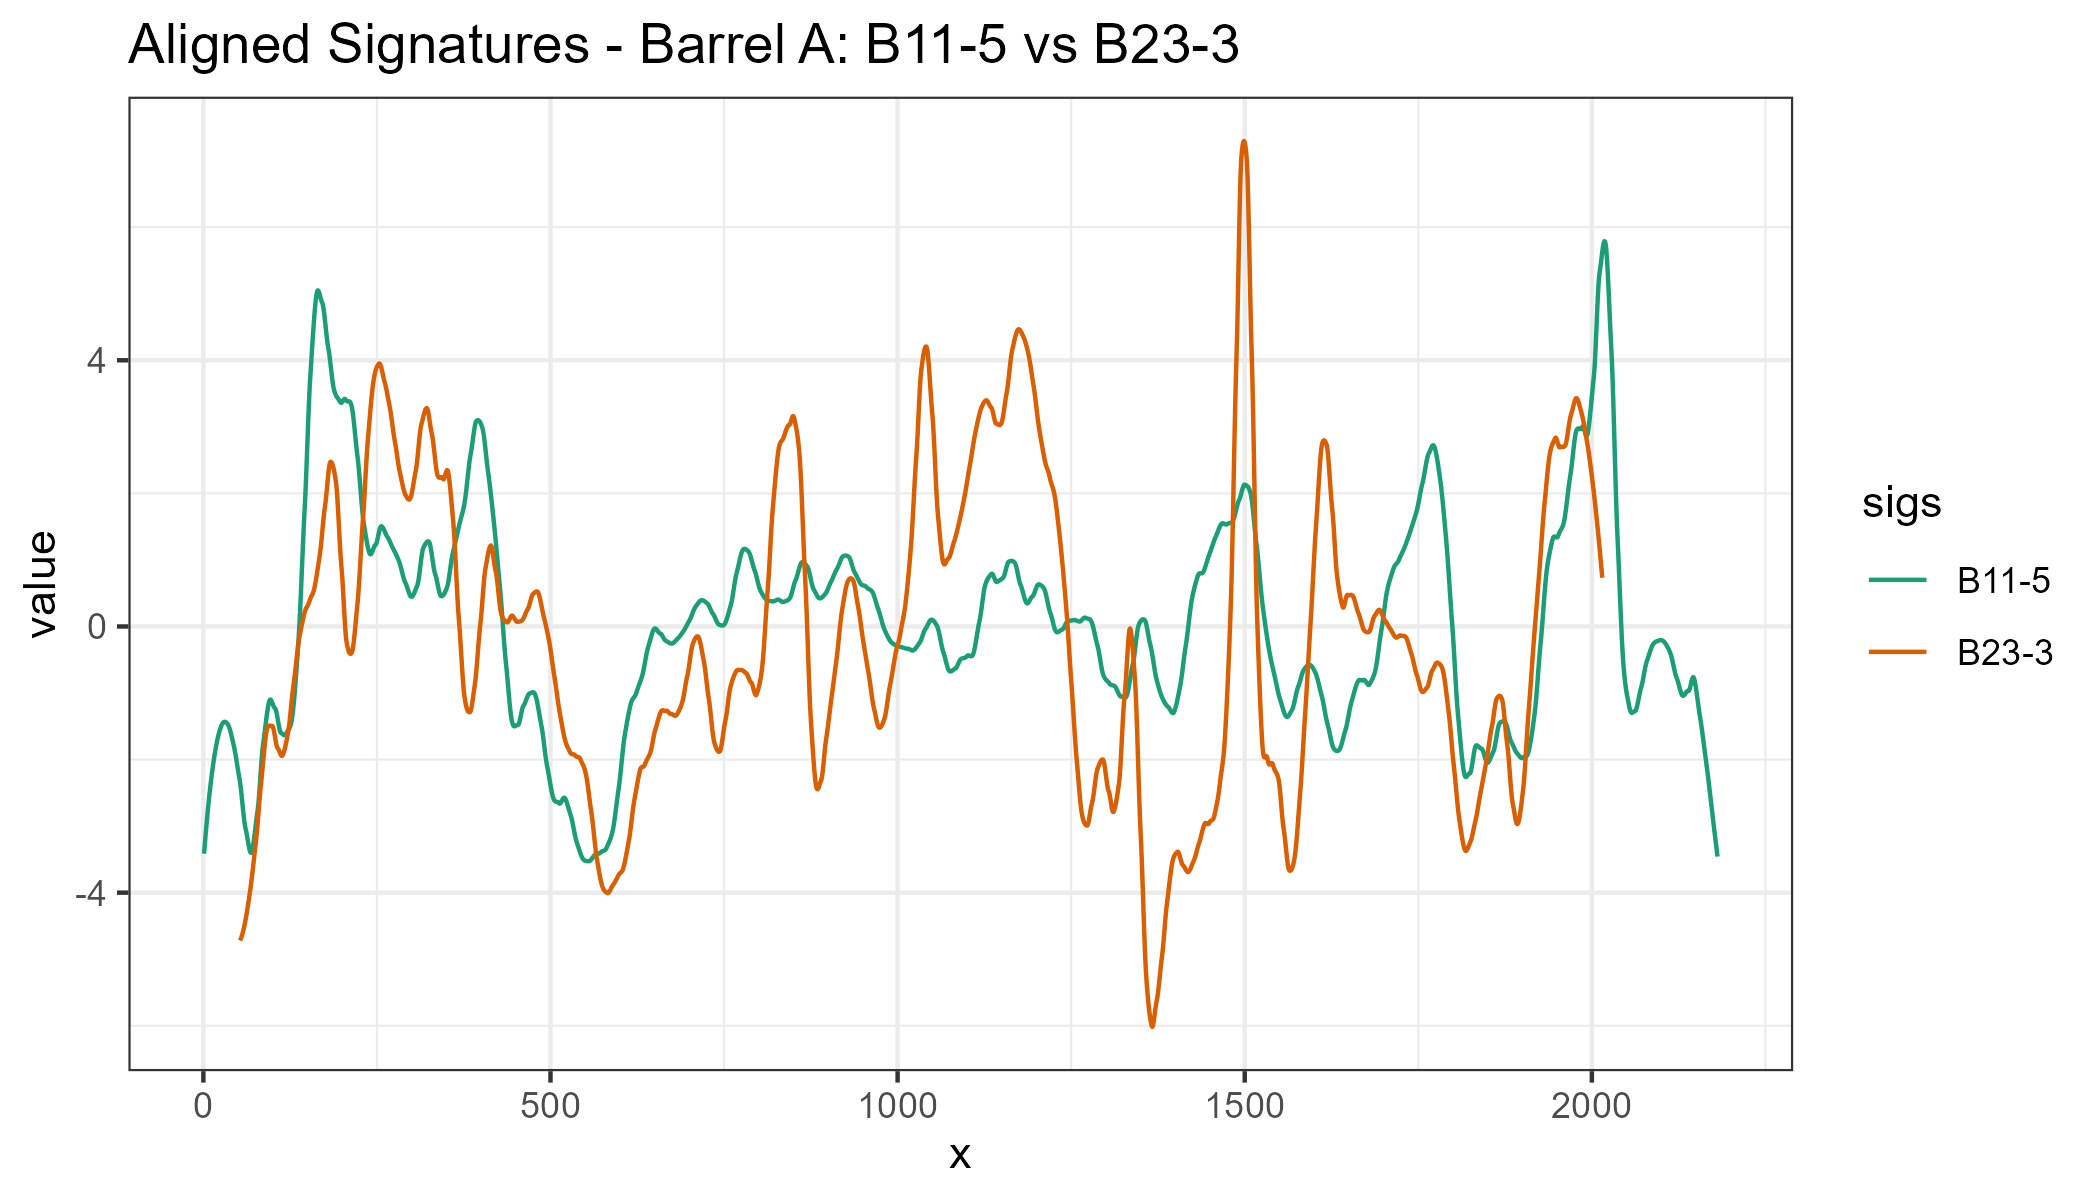 Aligned Signatures - Barrel A: B11-5 vs B23-3
value
4
0
-4
0
500
1000
1500
2000
x
sigs
B11-5
B23-3